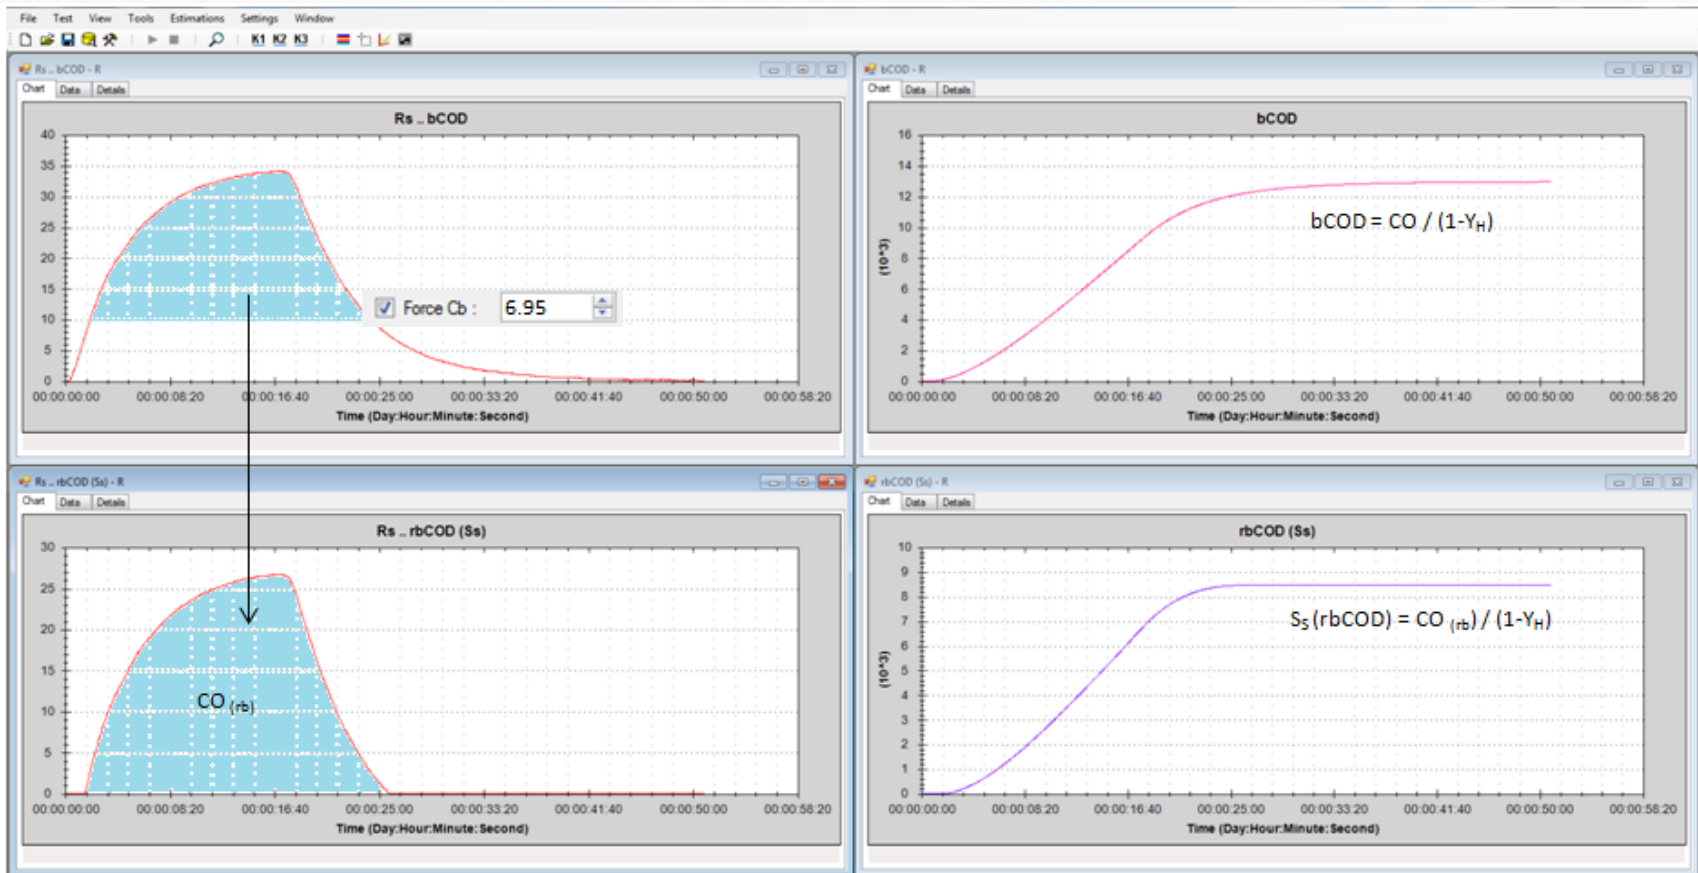 File Test View Tools Estimations Settings Window
K1 K2 K3
Rs .. bCOD - R
Chart Data Details
Rs .. bCOD
40
35
30
25
20
15
10
5
0
Force Cb : 6.95
00:00:00:00 00:00:08:20 00:00:16:40 00:00:25:00 00:00:33:20 00:00:41:40 00:00:50:00 00:00:58:20
Time (Day:Hour:Minute:Second)
bCOD - R
Chart Data Details
bCOD
16
14
12
10
8
6
4
2
0
(10^3)
bCOD = CO / (1-YH)
00:00:00:00 00:00:08:20 00:00:16:40 00:00:25:00 00:00:33:20 00:00:41:40 00:00:50:00 00:00:58:20
Time (Day:Hour:Minute:Second)
Rs .. rbCOD (Ss) - R
Chart Data Details
Rs .. rbCOD (Ss)
30
25
20
15
10
5
0
CO (rb)
00:00:00:00 00:00:08:20 00:00:16:40 00:00:25:00 00:00:33:20 00:00:41:40 00:00:50:00 00:00:58:20
Time (Day:Hour:Minute:Second)
rbCOD (Ss) - R
Chart Data Details
rbCOD (Ss)
10
9
8
7
6
5
4
3
2
1
0
(10^3)
SS (rbCOD) = CO (rb) / (1-YH)
00:00:00:00 00:00:08:20 00:00:16:40 00:00:25:00 00:00:33:20 00:00:41:40 00:00:50:00 00:00:58:20
Time (Day:Hour:Minute:Second)